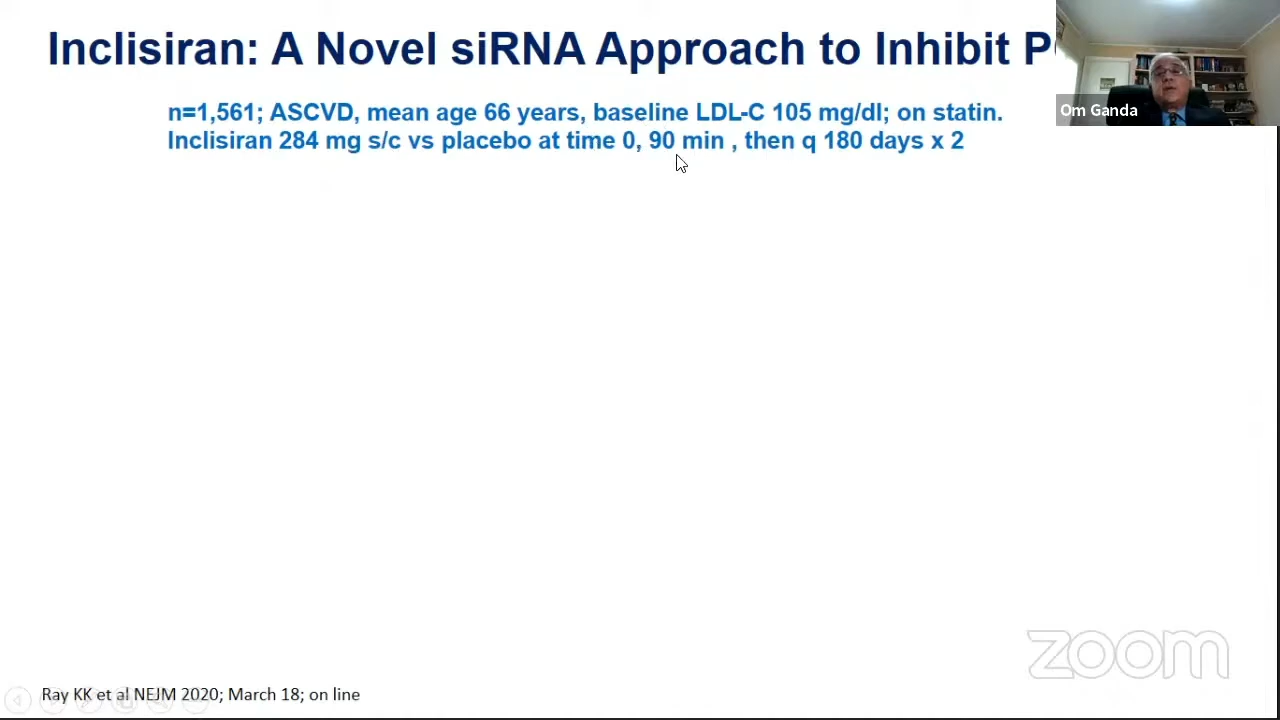 Inclisiran: A Novel siRNA Approach to Inhibit
n=1,561; ASCVD, mean age 66 years, baseline LDL-C 105 mg/dl; on statin.
Inclisiran 284 mg s/c vs placebo at time 0, 90 min , then q 180 days x 2
Om Ganda
zoom
Ray KK et al NEJM 2020; March 18; on line